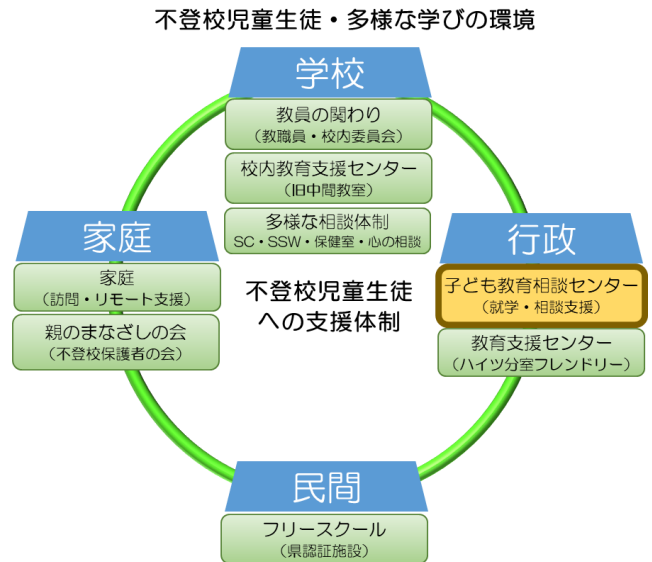 不登校児童生徒・多様な学びの環境
学校
教員の関わり
（教職員・校内委員会）
校内教育支援センター
（旧中間教室）
多様な相談体制
SC・SSW・保健室・心の相談
家庭
家庭
（訪問・リモート支援）
親のまなざしの会
（不登校保護者の会）
不登校児童生徒
への支援体制
行政
子ども教育相談センター
（就学・相談支援）
教育支援センター
（ハイツ分室フレンドリー）
民間
フリースクール
（県認証施設）